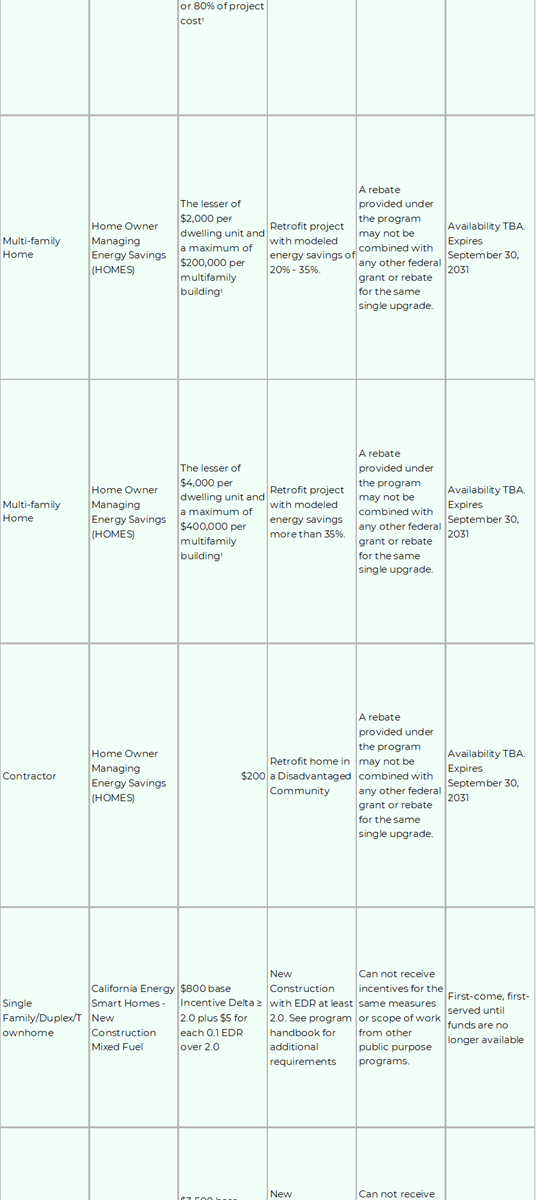 or 80% of project
cost¹
Multi-family
Home
Home Owner
Managing
Energy Savings
(HOMES)
The lesser of
$2,000 per
dwelling unit and
a maximum of
$200,000 per
multifamily
building¹
Retrofit project
with modeled
energy savings of
20% - 35%.
A rebate
provided under
the program
may not be
combined with
any other federal
grant or rebate
for the same
single upgrade.
Availability TBA.
Expires
September 30,
2031
Multi-family
Home
Home Owner
Managing
Energy Savings
(HOMES)
The lesser of
$4,000 per
dwelling unit and
a maximum of
$400,000 per
multifamily
building¹
Retrofit project
with modeled
energy savings
more than 35%.
A rebate
provided under
the program
may not be
combined with
any other federal
grant or rebate
for the same
single upgrade.
Availability TBA.
Expires
September 30,
2031
Contractor
Home Owner
Managing
Energy Savings
(HOMES)
$200
Retrofit home in
a Disadvantaged
Community
A rebate
provided under
the program
may not be
combined with
any other federal
grant or rebate
for the same
single upgrade.
Availability TBA.
Expires
September 30,
2031
Single
Family/Duplex/T
ownhome
California Energy
Smart Homes -
New
Construction
Mixed Fuel
$800 base
Incentive Delta ≥
2.0 plus $5 for
each 0.1 EDR
over 2.0
New
Construction
with EDR at least
2.0. See program
handbook for
additional
requirements
Can not receive
incentives for the
same measures
or scope of work
from other
public purpose
programs.
First-come, first-
served until
funds are no
longer available
$3,500 base
New
Can not receive